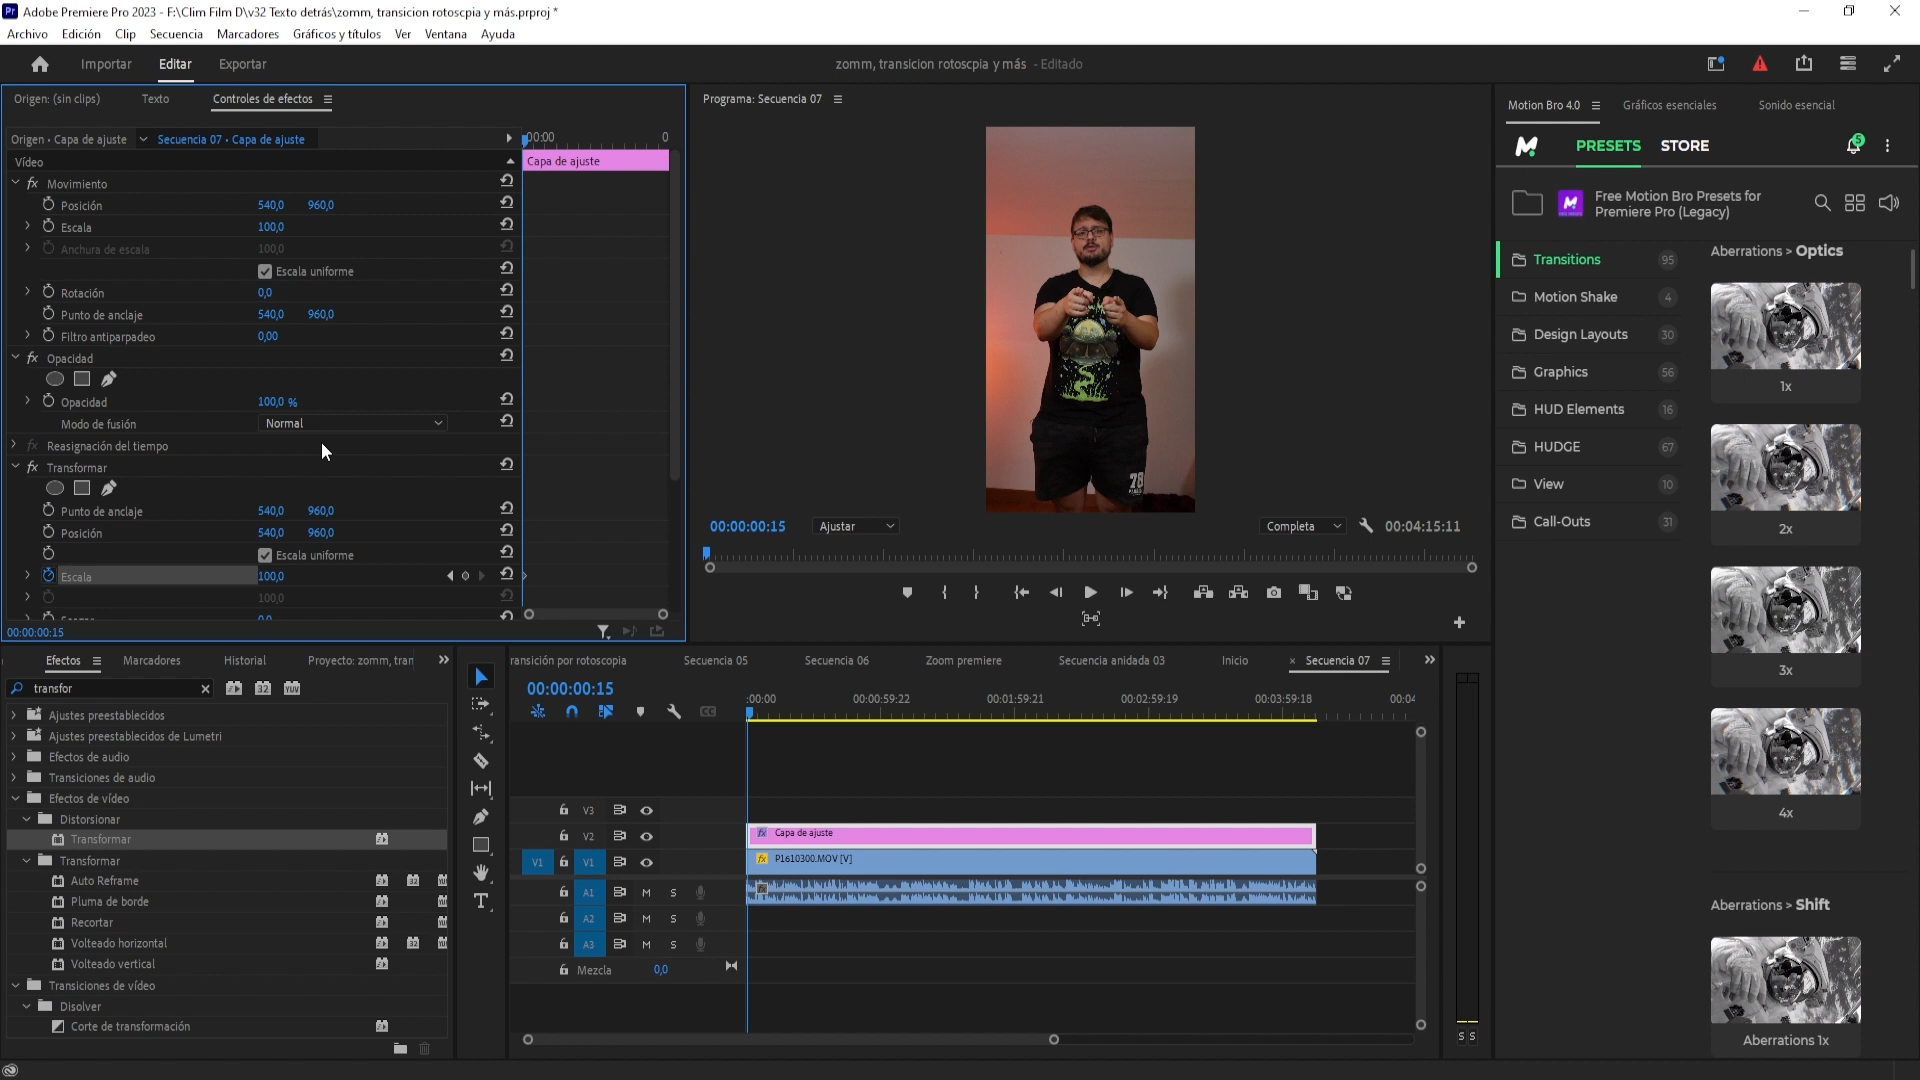 Pr Adobe Premiere Pro 2023 - F:\Clim Film D\v32 Texto detrás\zomm, transicion rotoscpia y más.prproj *
Archivo Edición Clip Secuencia Marcadores Gráficos y títulos Ver Ventana Ayuda
Importar Editar Exportar zomm, transicion rotoscpia y más - Editado
Origen: (sin clips) Texto Controles de efectos
Origen • Capa de ajuste Secuencia 07 • Capa de ajuste 00:00 0
Vídeo Capa de ajuste
fx Movimiento
Posición 540,0 960,0
Escala 100,0
Anchura de escala 100,0
Escala uniforme
Rotación 0,0
Punto de anclaje 540,0 960,0
Filtro antiparpadeo 0,00
fx Opacidad
Opacidad 100,0 %
Modo de fusión Normal
fx Reasignación del tiempo
fx Transformar
Punto de anclaje 540,0 960,0
Posición 540,0 960,0
Escala uniforme
Escala 100,0
100,0
00:00:00:15
Programa: Secuencia 07
78
00:00:00:15 Ajustar Completa 00:04:15:11
Motion Bro 4.0 Gráficos esenciales Sonido esencial
PRESETS STORE 5
Free Motion Bro Presets for
Premiere Pro (Legacy)
Transitions 95
Motion Shake 4
Design Layouts 30
Graphics 56
HUD Elements 16
HUDGE 67
View 10
Call-Outs 31
Aberrations > Optics
1x
2x
3x
4x
Aberrations > Shift
Aberrations 1x
Efectos Marcadores Historial Proyecto: zomm, tran
transfor 32 YUV
Ajustes preestablecidos
Ajustes preestablecidos de Lumetri
Efectos de audio
Transiciones de audio
Efectos de vídeo
Distorsionar
Transformar
Transformar
Auto Reframe
Pluma de borde
Recortar
Volteado horizontal
Volteado vertical
Transiciones de vídeo
Disolver
Corte de transformación
ransición por rotoscopia Secuencia 05 Secuencia 06 Zoom premiere Secuencia anidada 03 Inicio × Secuencia 07
00:00:00:15
:00:00 00:00:59:22 00:01:59:21 00:02:59:19 00:03:59:18 00:04
V3
V2 fx Capa de ajuste
V1 V1 fx P1610300.MOV [V]
A1 M S
A2 M S
A3 M S
Mezcla 0,0
S S